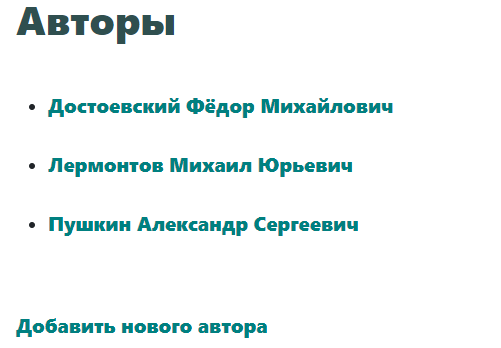 Авторы
Достоевский Фёдор Михайлович
Лермонтов Михаил Юрьевич
Пушкин Александр Сергеевич
Добавить нового автора